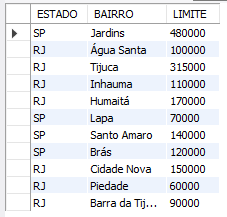 ESTADO BAIRRO LIMITE
SP Jardins 480000
RJ Água Santa 100000
RJ Tijuca 315000
RJ Inhauma 110000
RJ Humaitá 170000
SP Lapa 70000
SP Santo Amaro 140000
SP Brás 120000
RJ Cidade Nova 150000
RJ Piedade 60000
RJ Barra da Tij... 90000